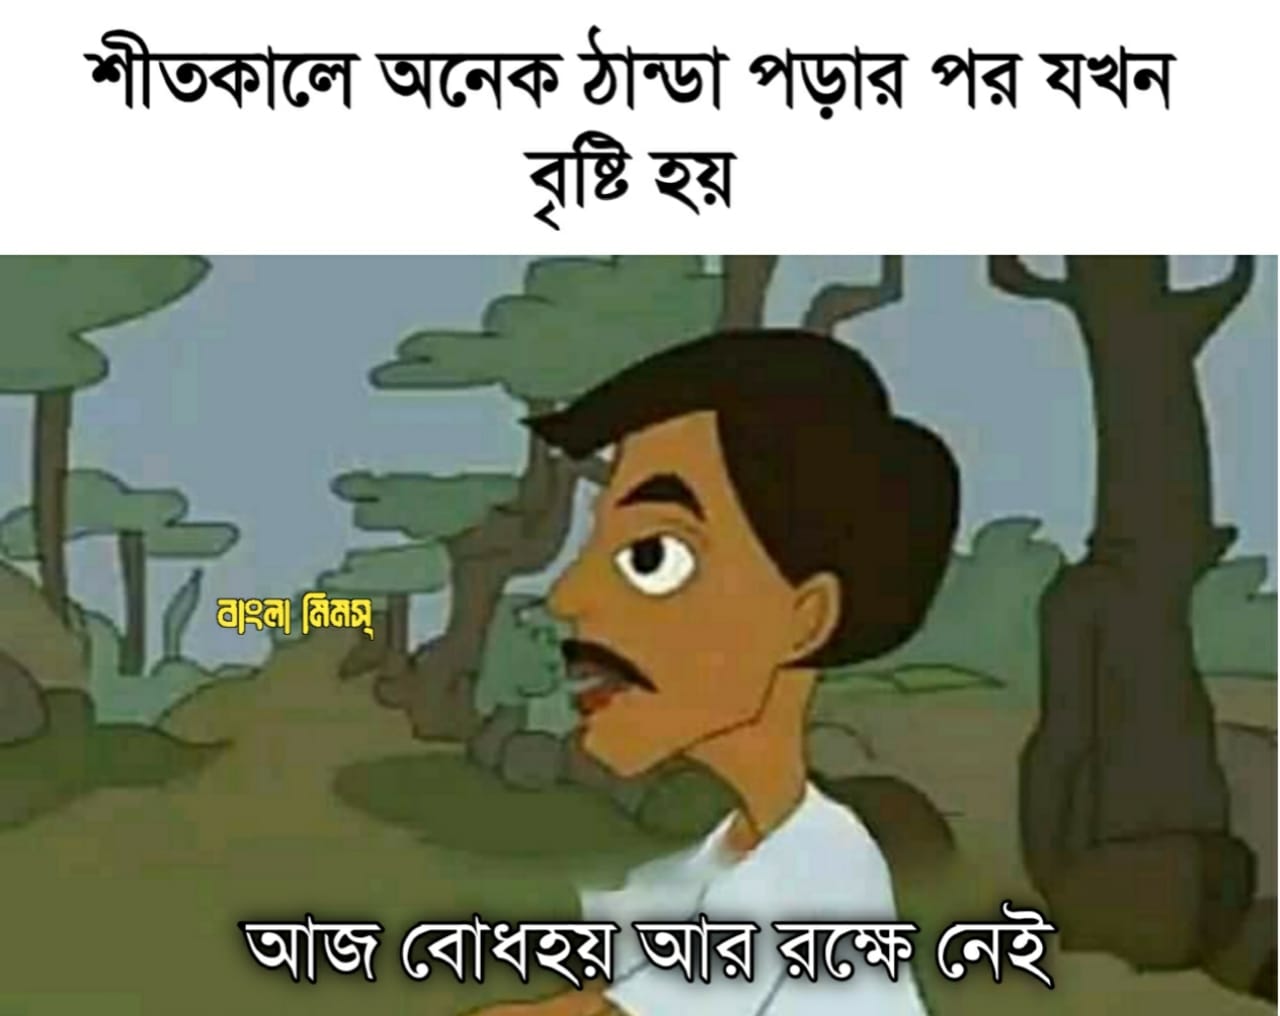 শীতকালে অনেক ঠান্ডা পড়ার পর যখন
বৃষ্টি হয়
বাংলা মিমস্
আজ বোধহয় আর রক্ষে নেই